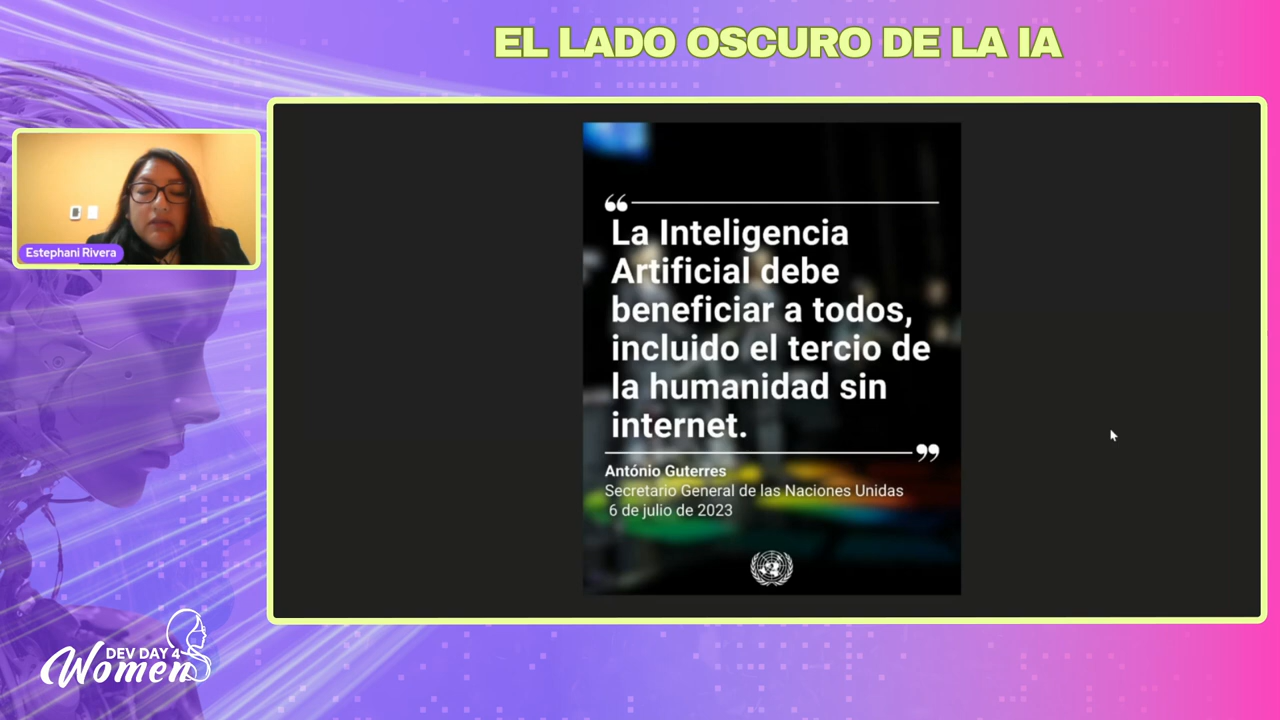 EL LADO OSCURO DE LA IA
Estephani Rivera
“
La Inteligencia
Artificial debe
beneficiar a todos,
incluido el tercio de
la humanidad sin
internet.
”
António Guterres
Secretario General de las Naciones Unidas
6 de julio de 2023
DEV DAY 4
Women